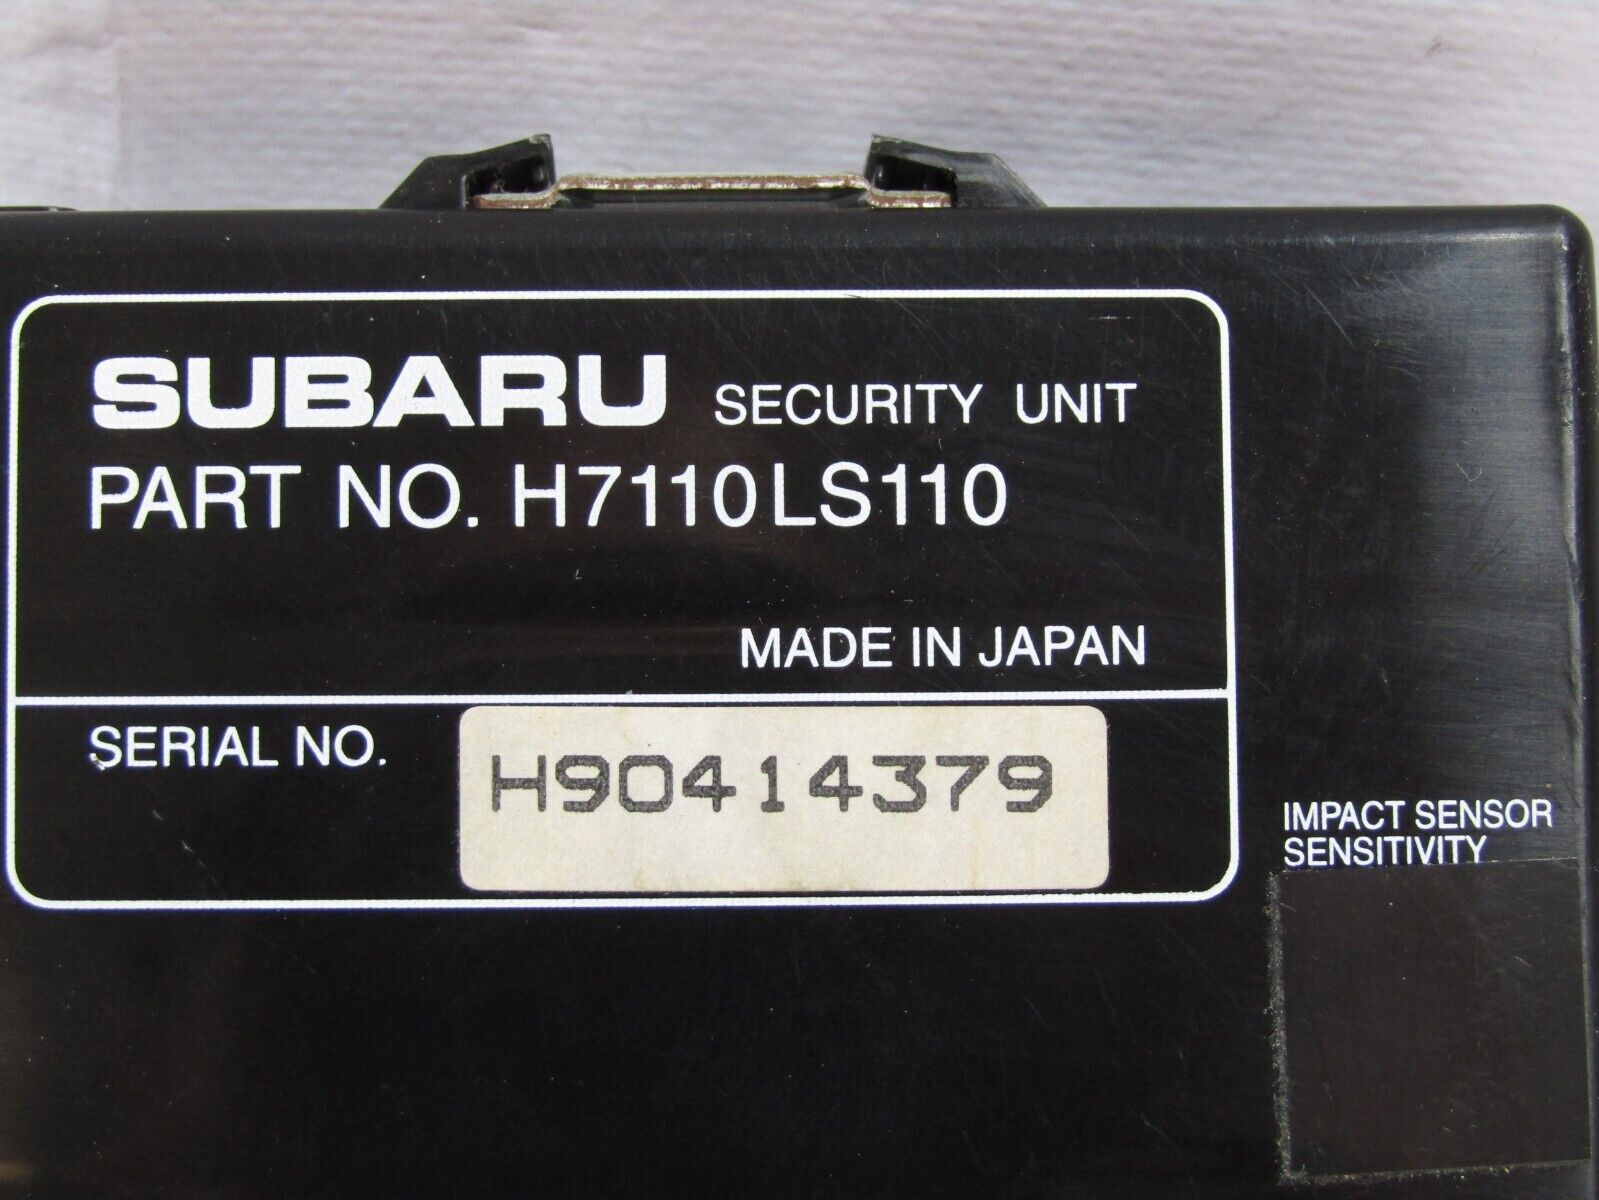 SUBARU SECURITY UNIT
PART NO. H7110LS110
MADE IN JAPAN
SERIAL NO. H90414379
IMPACT SENSOR
SENSITIVITY